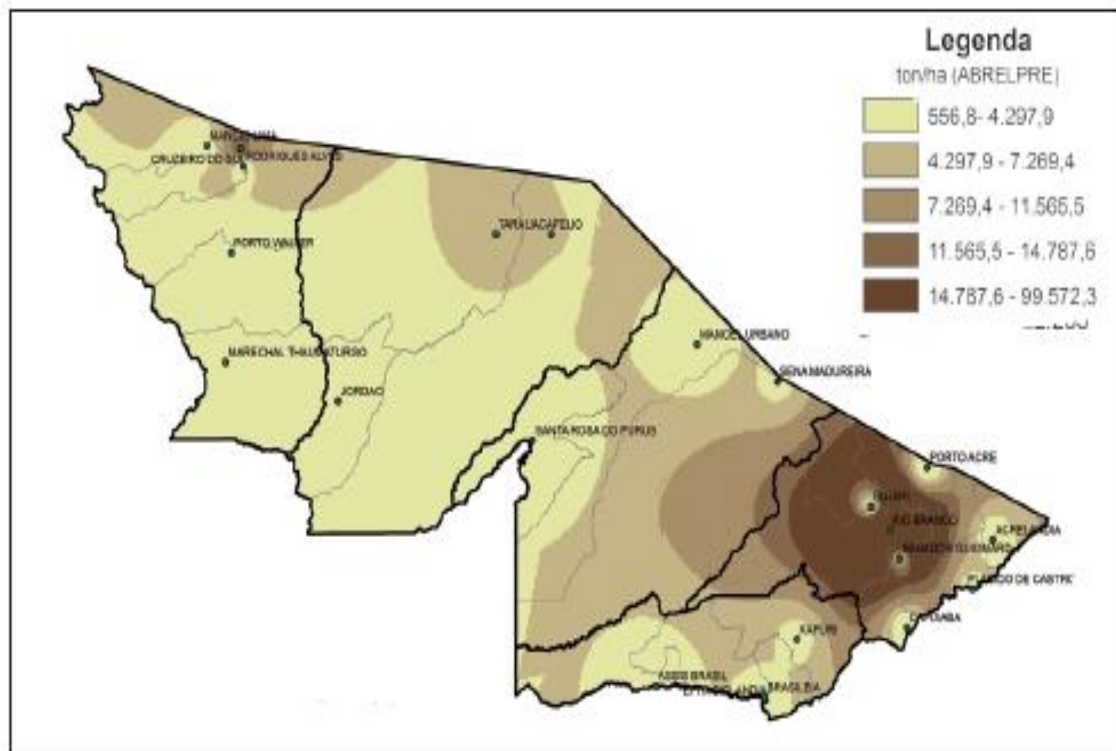 Legenda
ton/ha (ABRELPRE)
556,8- 4.297,9
4.297,9 - 7.269,4
7.269,4 - 11.565,5
11.565,5 - 14.787,6
14.787,6 - 99.572,3
CRUZEIRO DO
RODRIGUES ALVES
PORTO WALTER
MARECHAL THAUMATURGO
JORDAO
TARAUACA FEIJO
MANOEL URBANO
SENA MADUREIRA
SANTA ROSA DO PURUS
PORTO ACRE
RIO BRANCO
ACRELANDIA
SENADOR GUIOMARD
PLACIDO DE CASTR
CAPIXABA
XAPURI
ASSIS BRASIL
BRASILEIA